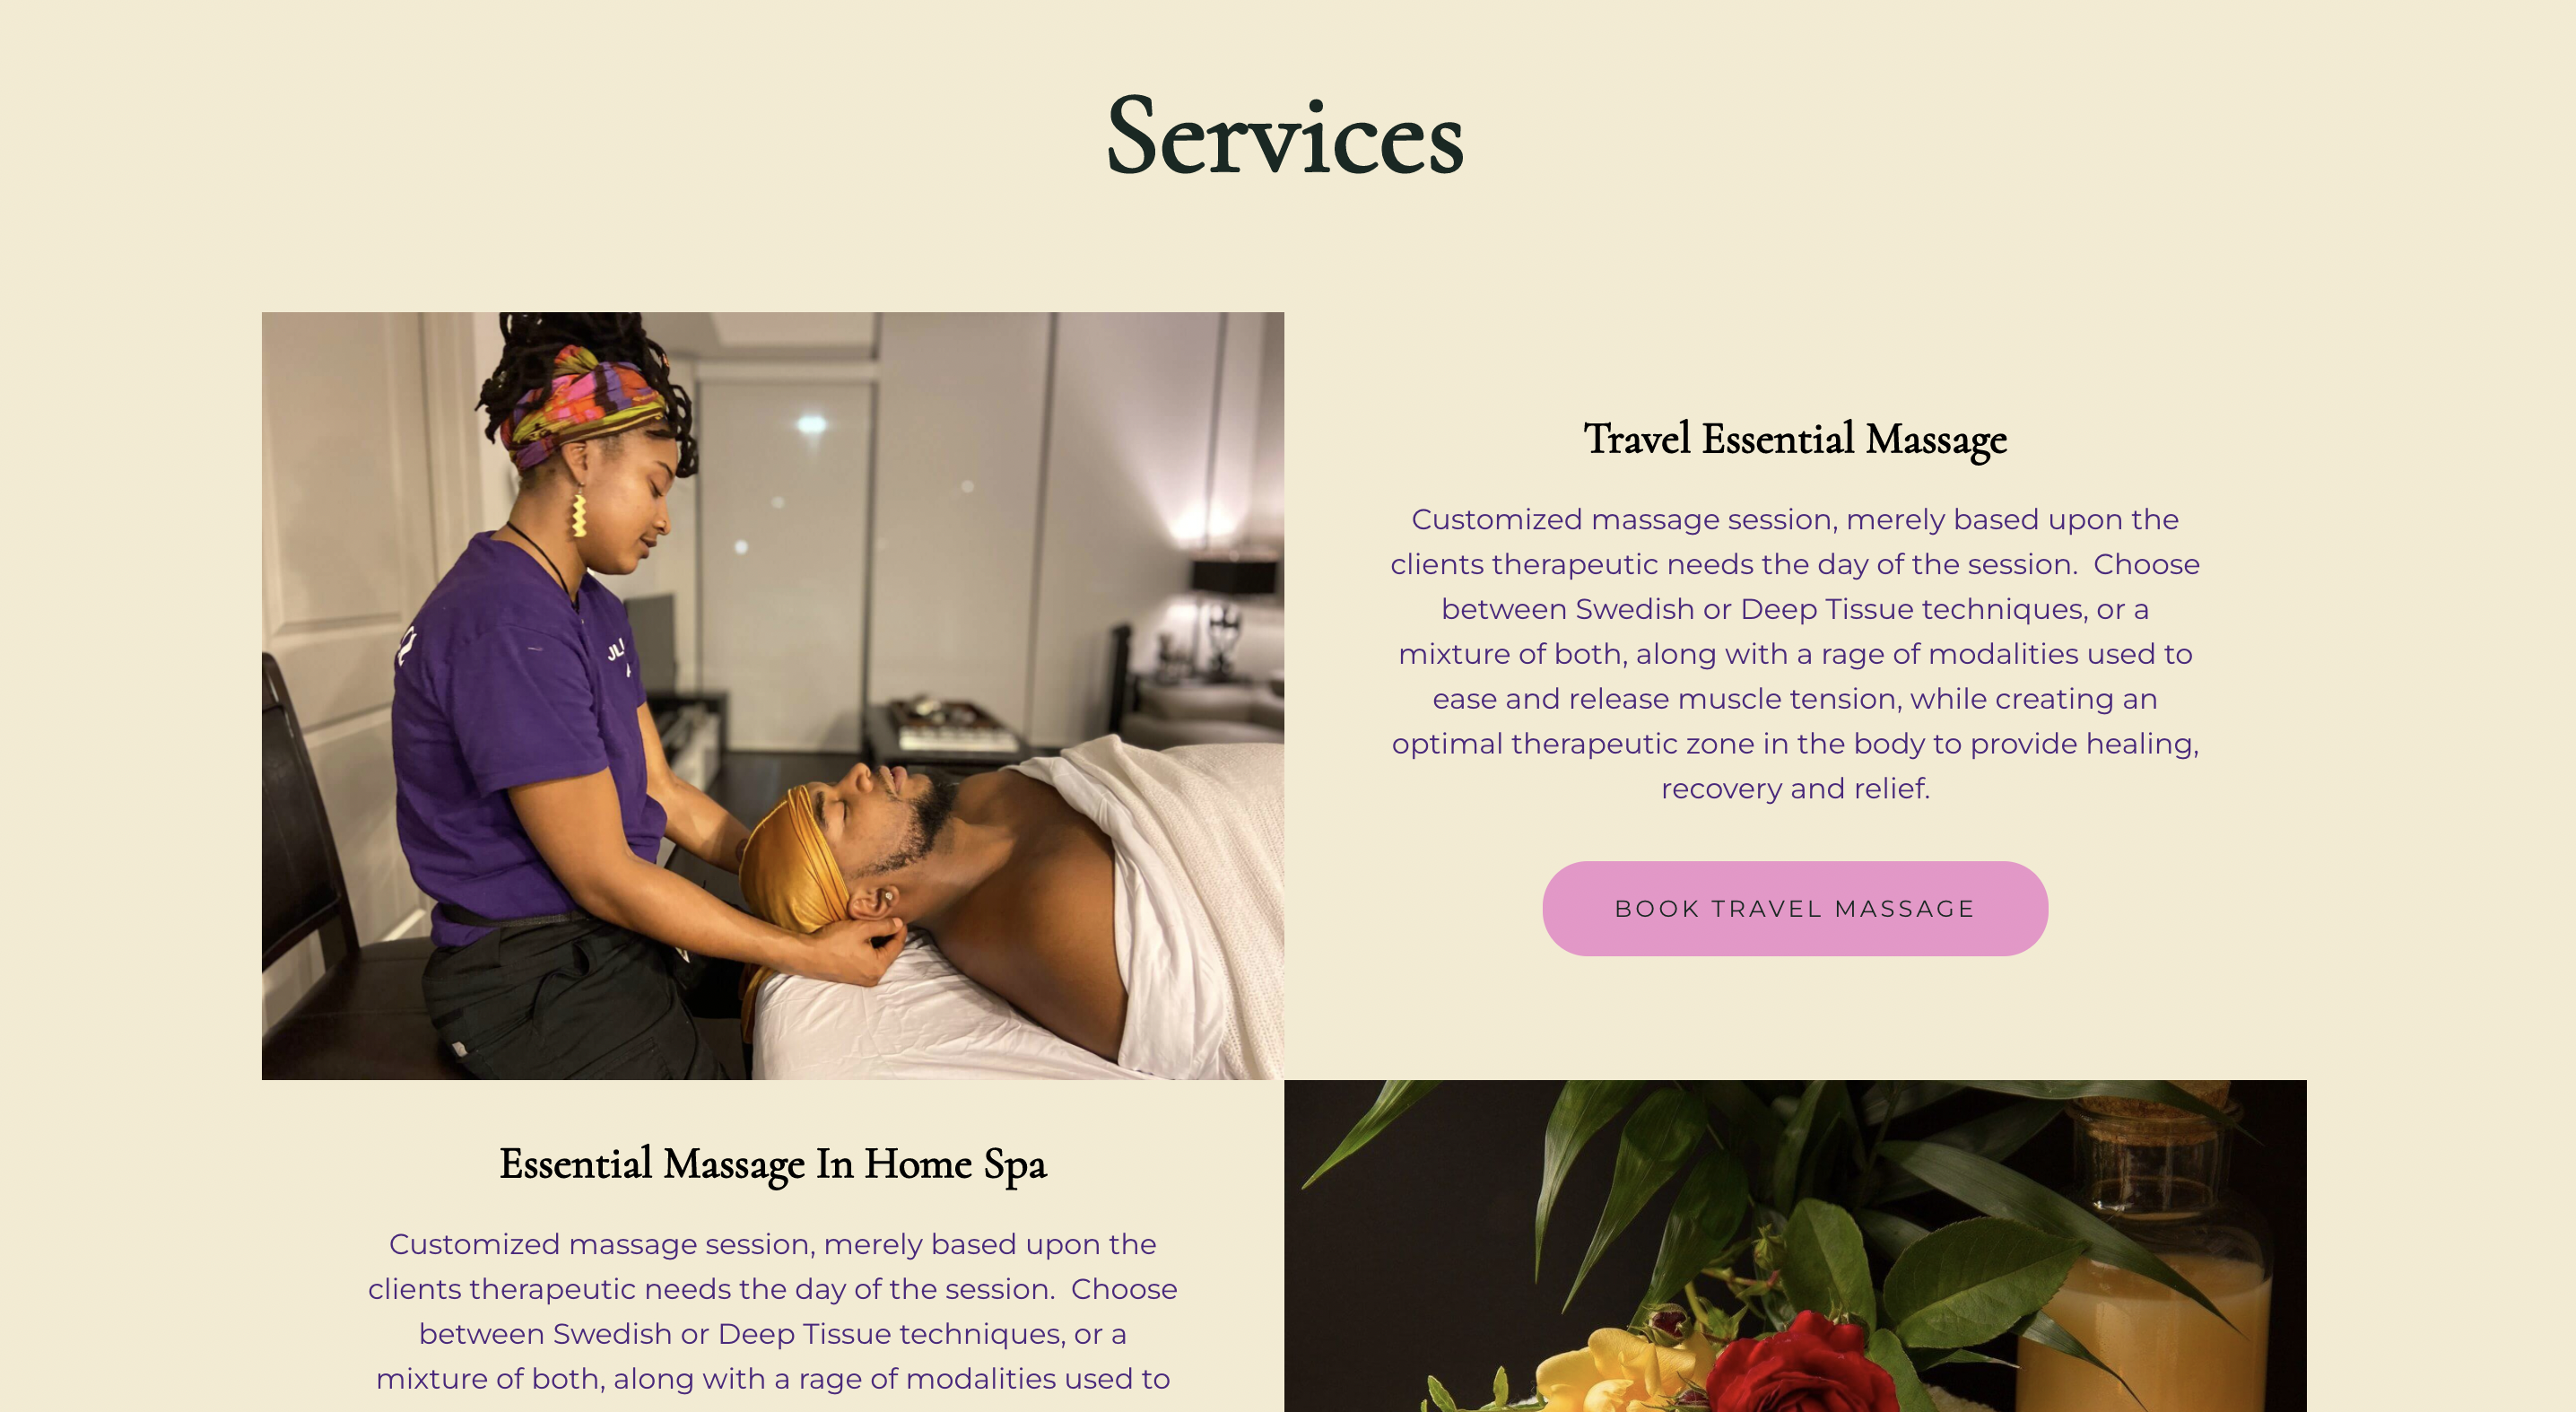 Services
Travel Essential Massage
Customized massage session, merely based upon the
clients therapeutic needs the day of the session.  Choose
between Swedish or Deep Tissue techniques, or a
mixture of both, along with a rage of modalities used to
ease and release muscle tension, while creating an
optimal therapeutic zone in the body to provide healing,
recovery and relief.
BOOK TRAVEL MASSAGE
Essential Massage In Home Spa
Customized massage session, merely based upon the
clients therapeutic needs the day of the session.  Choose
between Swedish or Deep Tissue techniques, or a
mixture of both, along with a rage of modalities used to